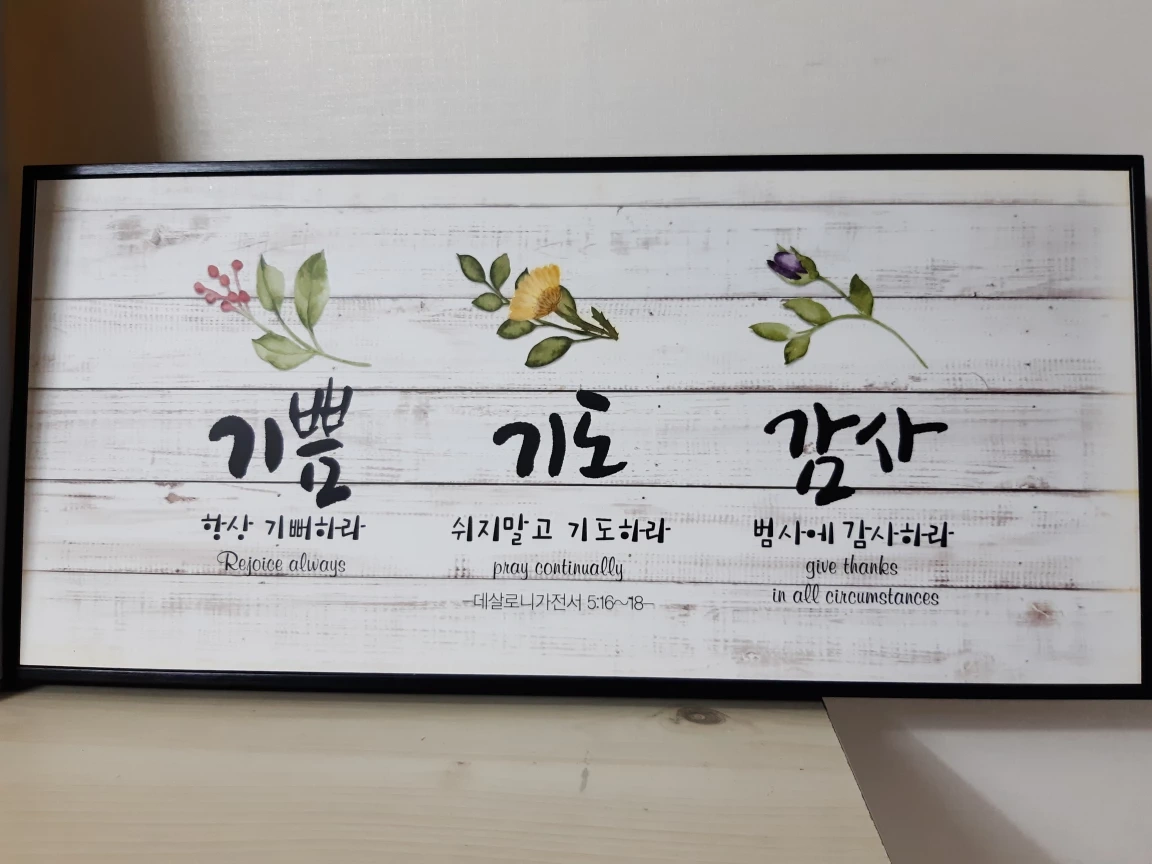 기쁨
항상 기뻐하라
Rejoice always
기도
쉬지말고 기도하라
pray continually
데살로니가전서 5:16~18
감사
범사에 감사하라
give thanks
in all circumstances